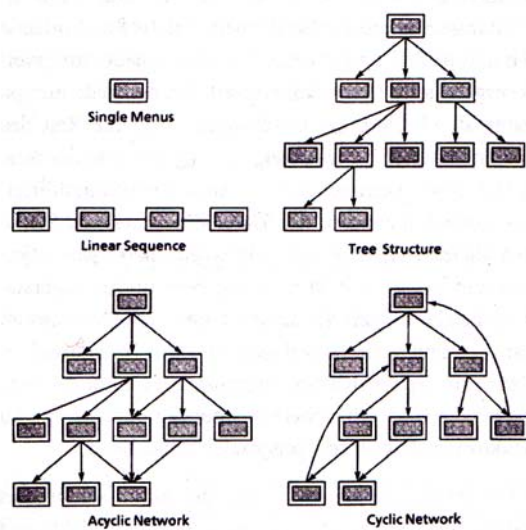 Single Menus
Linear Sequence
Tree Structure
Acyclic Network
Cyclic Network